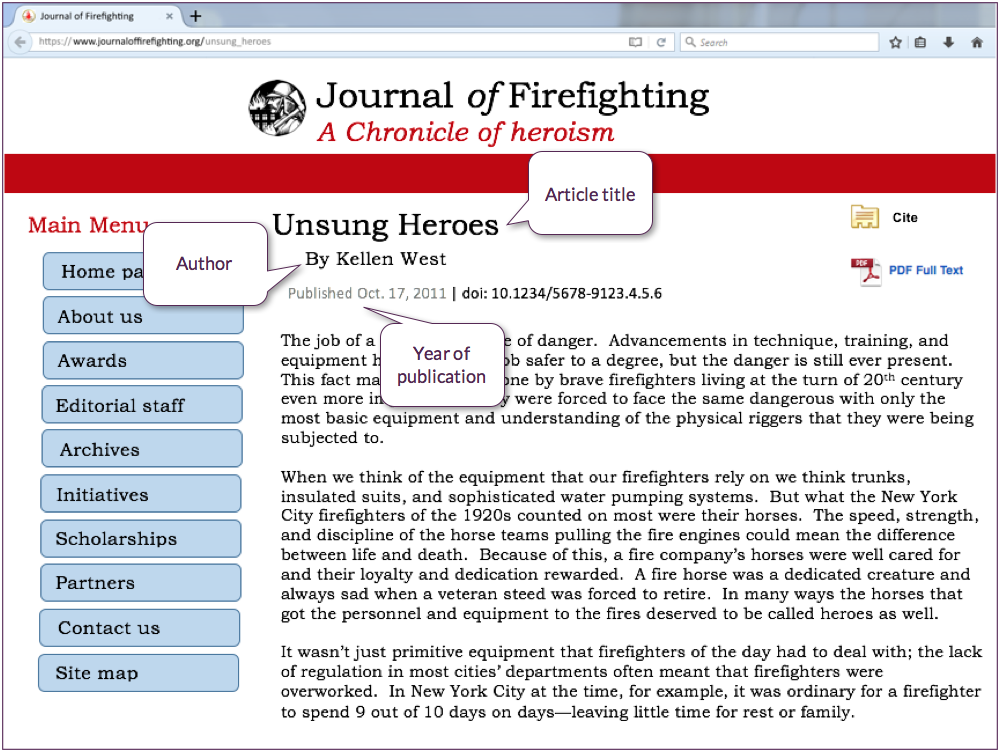 Journal of Firefighting
https://www.journaloffirefighting.org/unsung_heroes
Search
Journal of Firefighting
A Chronicle of heroism
Article title
Main Menu
Unsung Heroes
Cite
Author
By Kellen West
Home pa
PDF
PDF Full Text
Published Oct. 17, 2011 | doi: 10.1234/5678-9123.4.5.6
About us
Awards
Editorial staff
Archives
Initiatives
Scholarships
Partners
Contact us
Site map
Year of
publication
The job of a e of danger. Advancements in technique, training, and
equipment h ob safer to a degree, but the danger is still ever present.
This fact ma one by brave firefighters living at the turn of 20th century
even more in y were forced to face the same dangerous with only the
most basic equipment and understanding of the physical riggers that they were being
subjected to.
When we think of the equipment that our firefighters rely on we think trunks,
insulated suits, and sophisticated water pumping systems. But what the New York
City firefighters of the 1920s counted on most were their horses. The speed, strength,
and discipline of the horse teams pulling the fire engines could mean the difference
between life and death. Because of this, a fire company's horses were well cared for
and their loyalty and dedication rewarded. A fire horse was a dedicated creature and
always sad when a veteran steed was forced to retire. In many ways the horses that
got the personnel and equipment to the fires deserved to be called heroes as well.
It wasn't just primitive equipment that firefighters of the day had to deal with; the lack
of regulation in most cities' departments often meant that firefighters were
overworked. In New York City at the time, for example, it was ordinary for a firefighter
to spend 9 out of 10 days on days—leaving little time for rest or family.